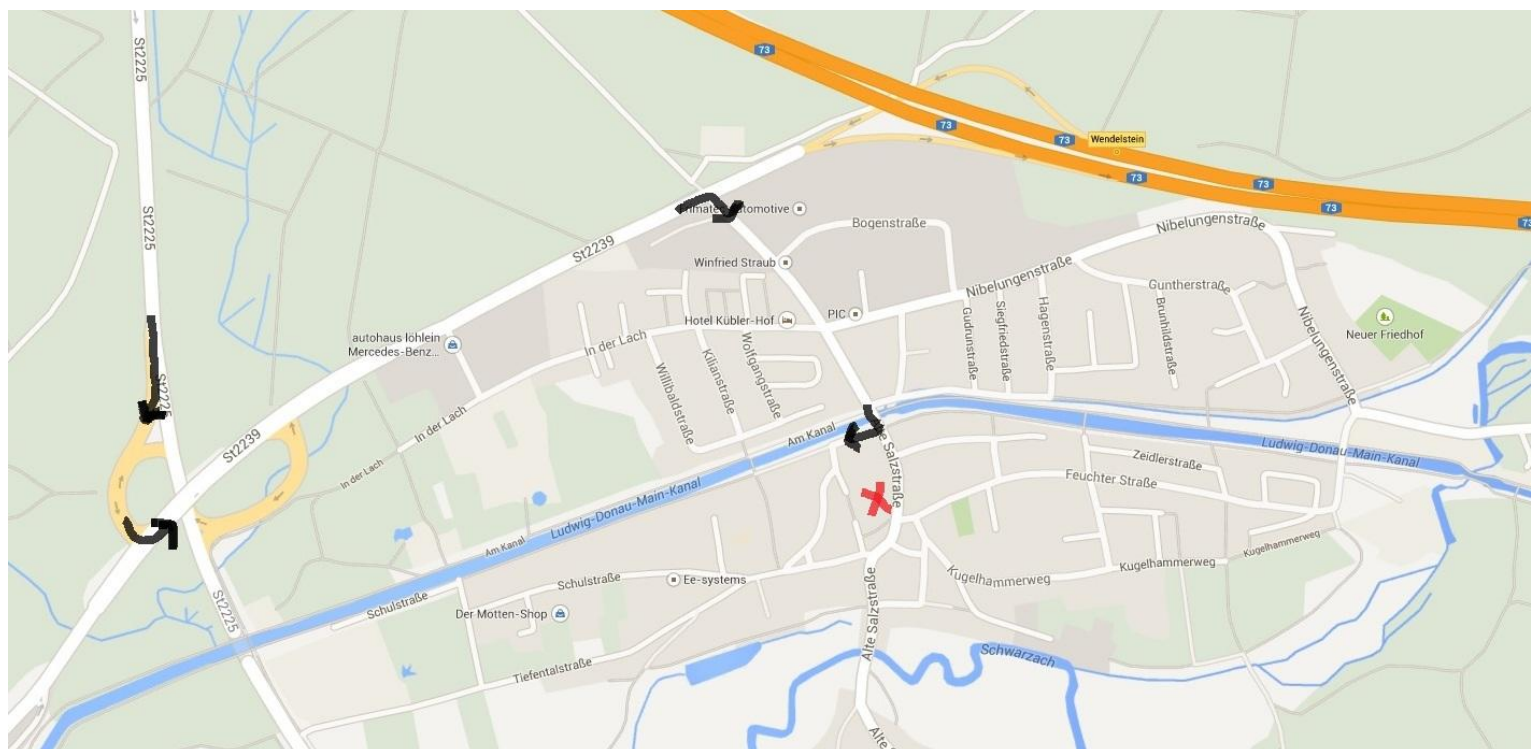 St2225
73
73
73
Wendelstein
73
73
73
73
73
St2225
Automotive
Bogenstraße
Nibelungenstraße
St2239
Winfried Straub
Nibelungenstraße
Guntherstraße
Hotel Kübler-Hof
PIC
Neuer Friedhof
autohaus löhlein
Mercedes-Benz...
In der Lach
Wolfgangstraße
Kilianstraße
Willibaldstraße
Gudrunstraße
Siegfriedstraße
Hagenstraße
Brunhildstraße
Nibelungenstraße
St2225
In der Lach
Am Kanal
Alte Salzstraße
St2239
In der Lach
Ludwig-Donau-Main-Kanal
Zeidlerstraße
Feuchter Straße
Ludwig-Donau-Main-Kanal
Am Kanal
Kugelhammerweg
Kugelhammerweg
Kugelhammerweg
Schulstraße
Ee-systems
Schulstraße
St2225
Der Motten-Shop
Alte Salzstraße
Schwarzach
Tiefentalstraße
Alte